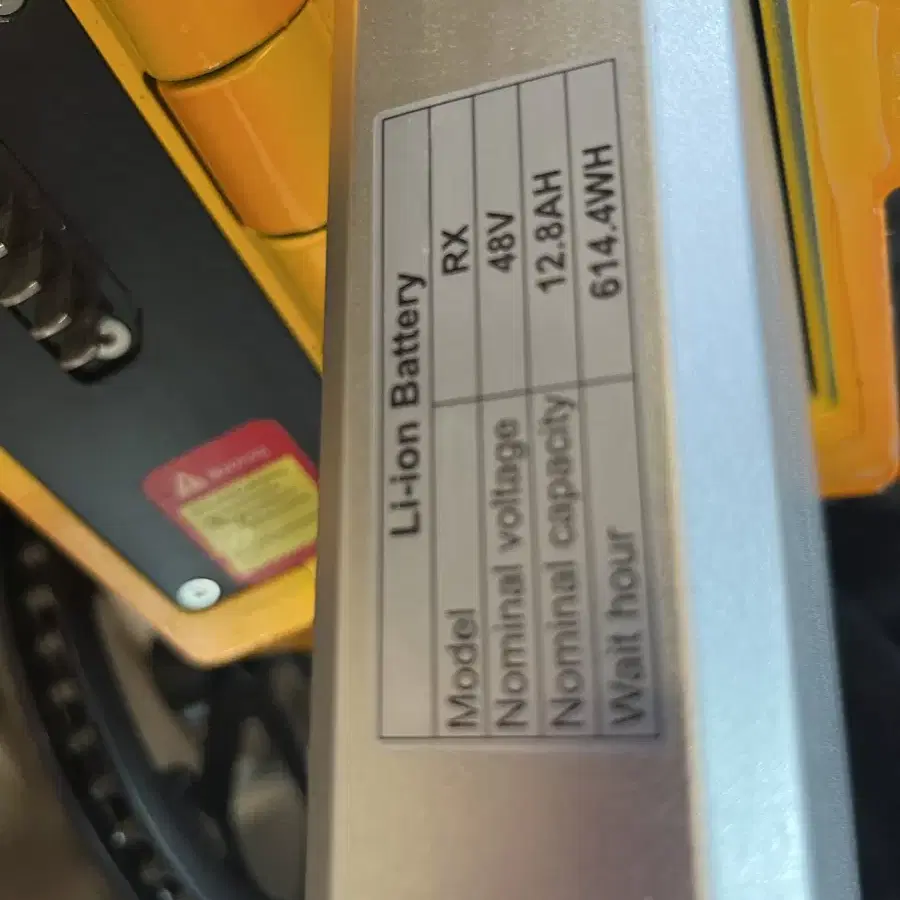 Li-ion Battery
Model RX
Nominal voltage 48V
Nominal capacity 12.8AH
Wait hour 614.4WH